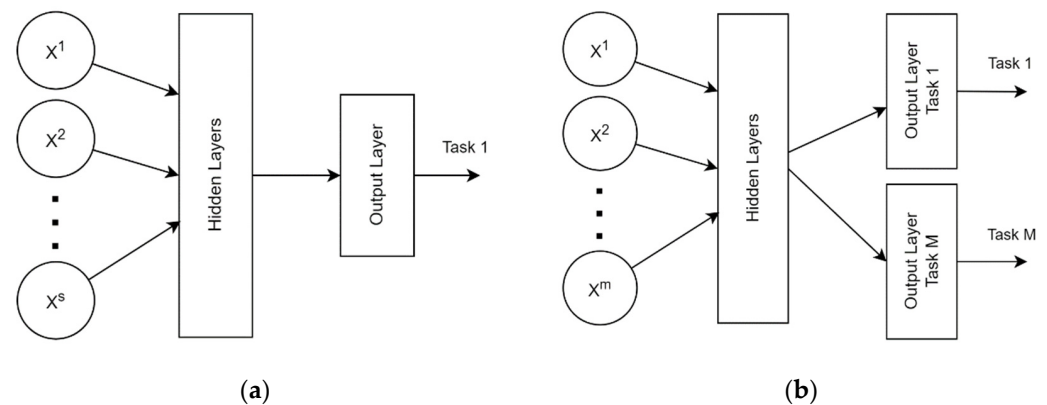 X¹
X²
Xˢ
Hidden Layers
Output Layer
Task 1
(a)
X¹
X²
Xᵐ
Hidden Layers
Output Layer
Task 1
Task 1
Output Layer
Task M
Task M
(b)